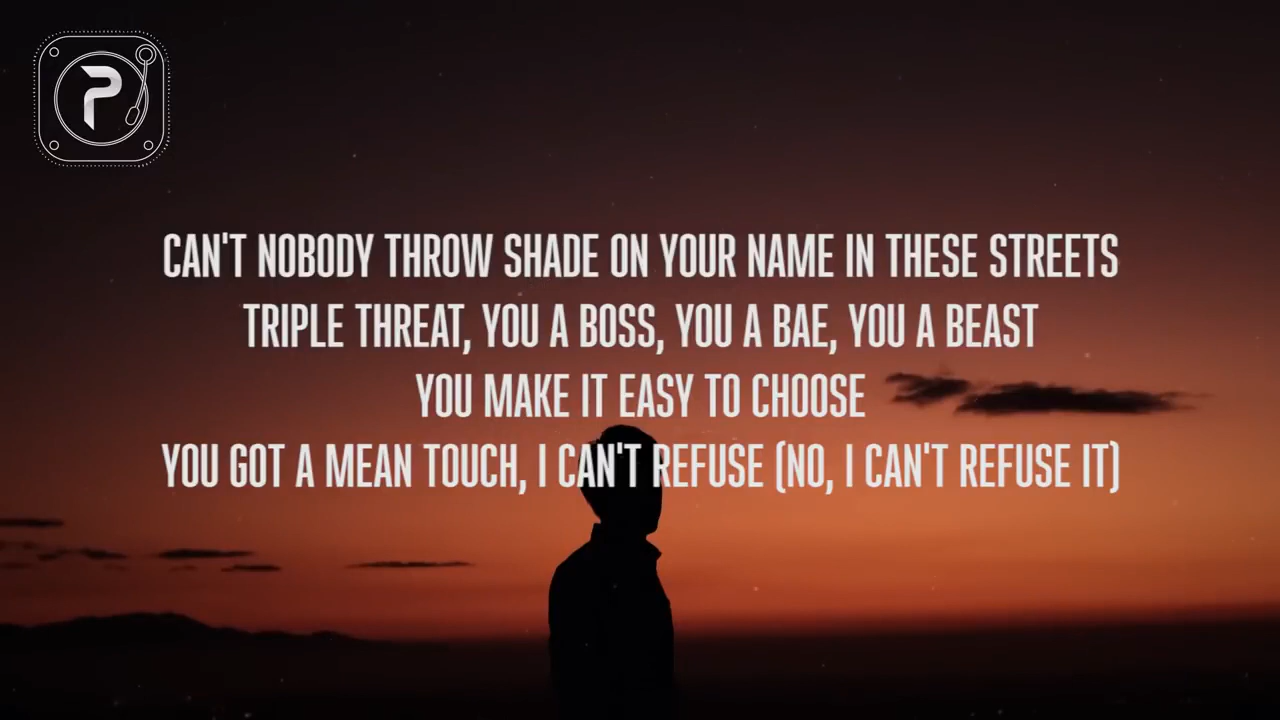 P
CAN'T NOBODY THROW SHADE ON YOUR NAME IN THESE STREETS
TRIPLE THREAT, YOU A BOSS, YOU A BAE, YOU A BEAST
YOU MAKE IT EASY TO CHOOSE
YOU GOT A MEAN TOUCH, I CAN'T REFUSE (NO, I CAN'T REFUSE IT)